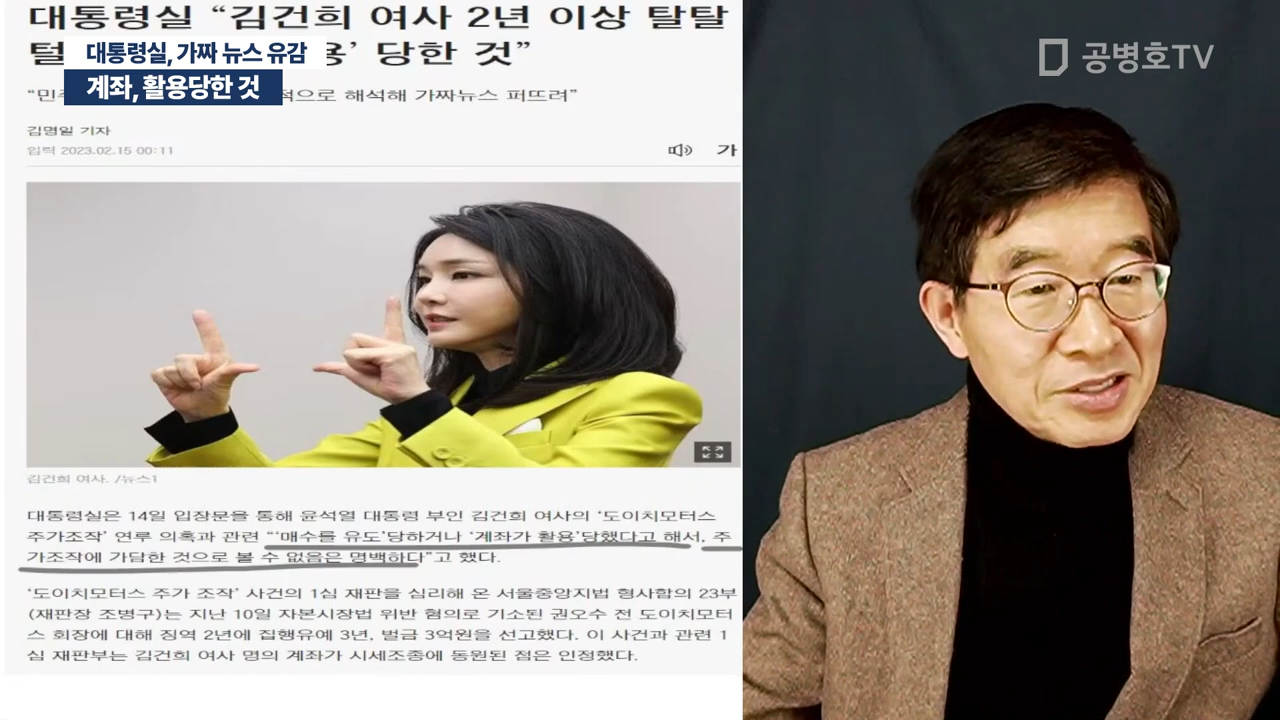 대통령실 “김건희 여사 2년 이상 탈탈
털
용’ 당한 것”
대통령실, 가짜 뉴스 유감
계좌, 활용당한 것
“민주
적으로 해석해 가짜뉴스 퍼뜨려”
김명일 기자
입력 2023.02.15 00:11
가
김건희 여사. /뉴스1
대통령실은 14일 입장문을 통해 윤석열 대통령 부인 김건희 여사의 ‘도이치모터스
주가조작’ 연루 의혹과 관련 “‘매수를 유도’당하거나 ‘계좌가 활용’당했다고 해서, 주
가조작에 가담한 것으로 볼 수 없음은 명백하다”고 했다.
‘도이치모터스 주가 조작’ 사건의 1심 재판을 심리해 온 서울중앙지법 형사합의 23부
(재판장 조병구)는 지난 10일 자본시장법 위반 혐의로 기소된 권오수 전 도이치모터
스 회장에 대해 징역 2년에 집행유예 3년, 벌금 3억원을 선고했다. 이 사건과 관련 1
심 재판부는 김건희 여사 명의 계좌가 시세조종에 동원된 점은 인정했다.
공병호TV